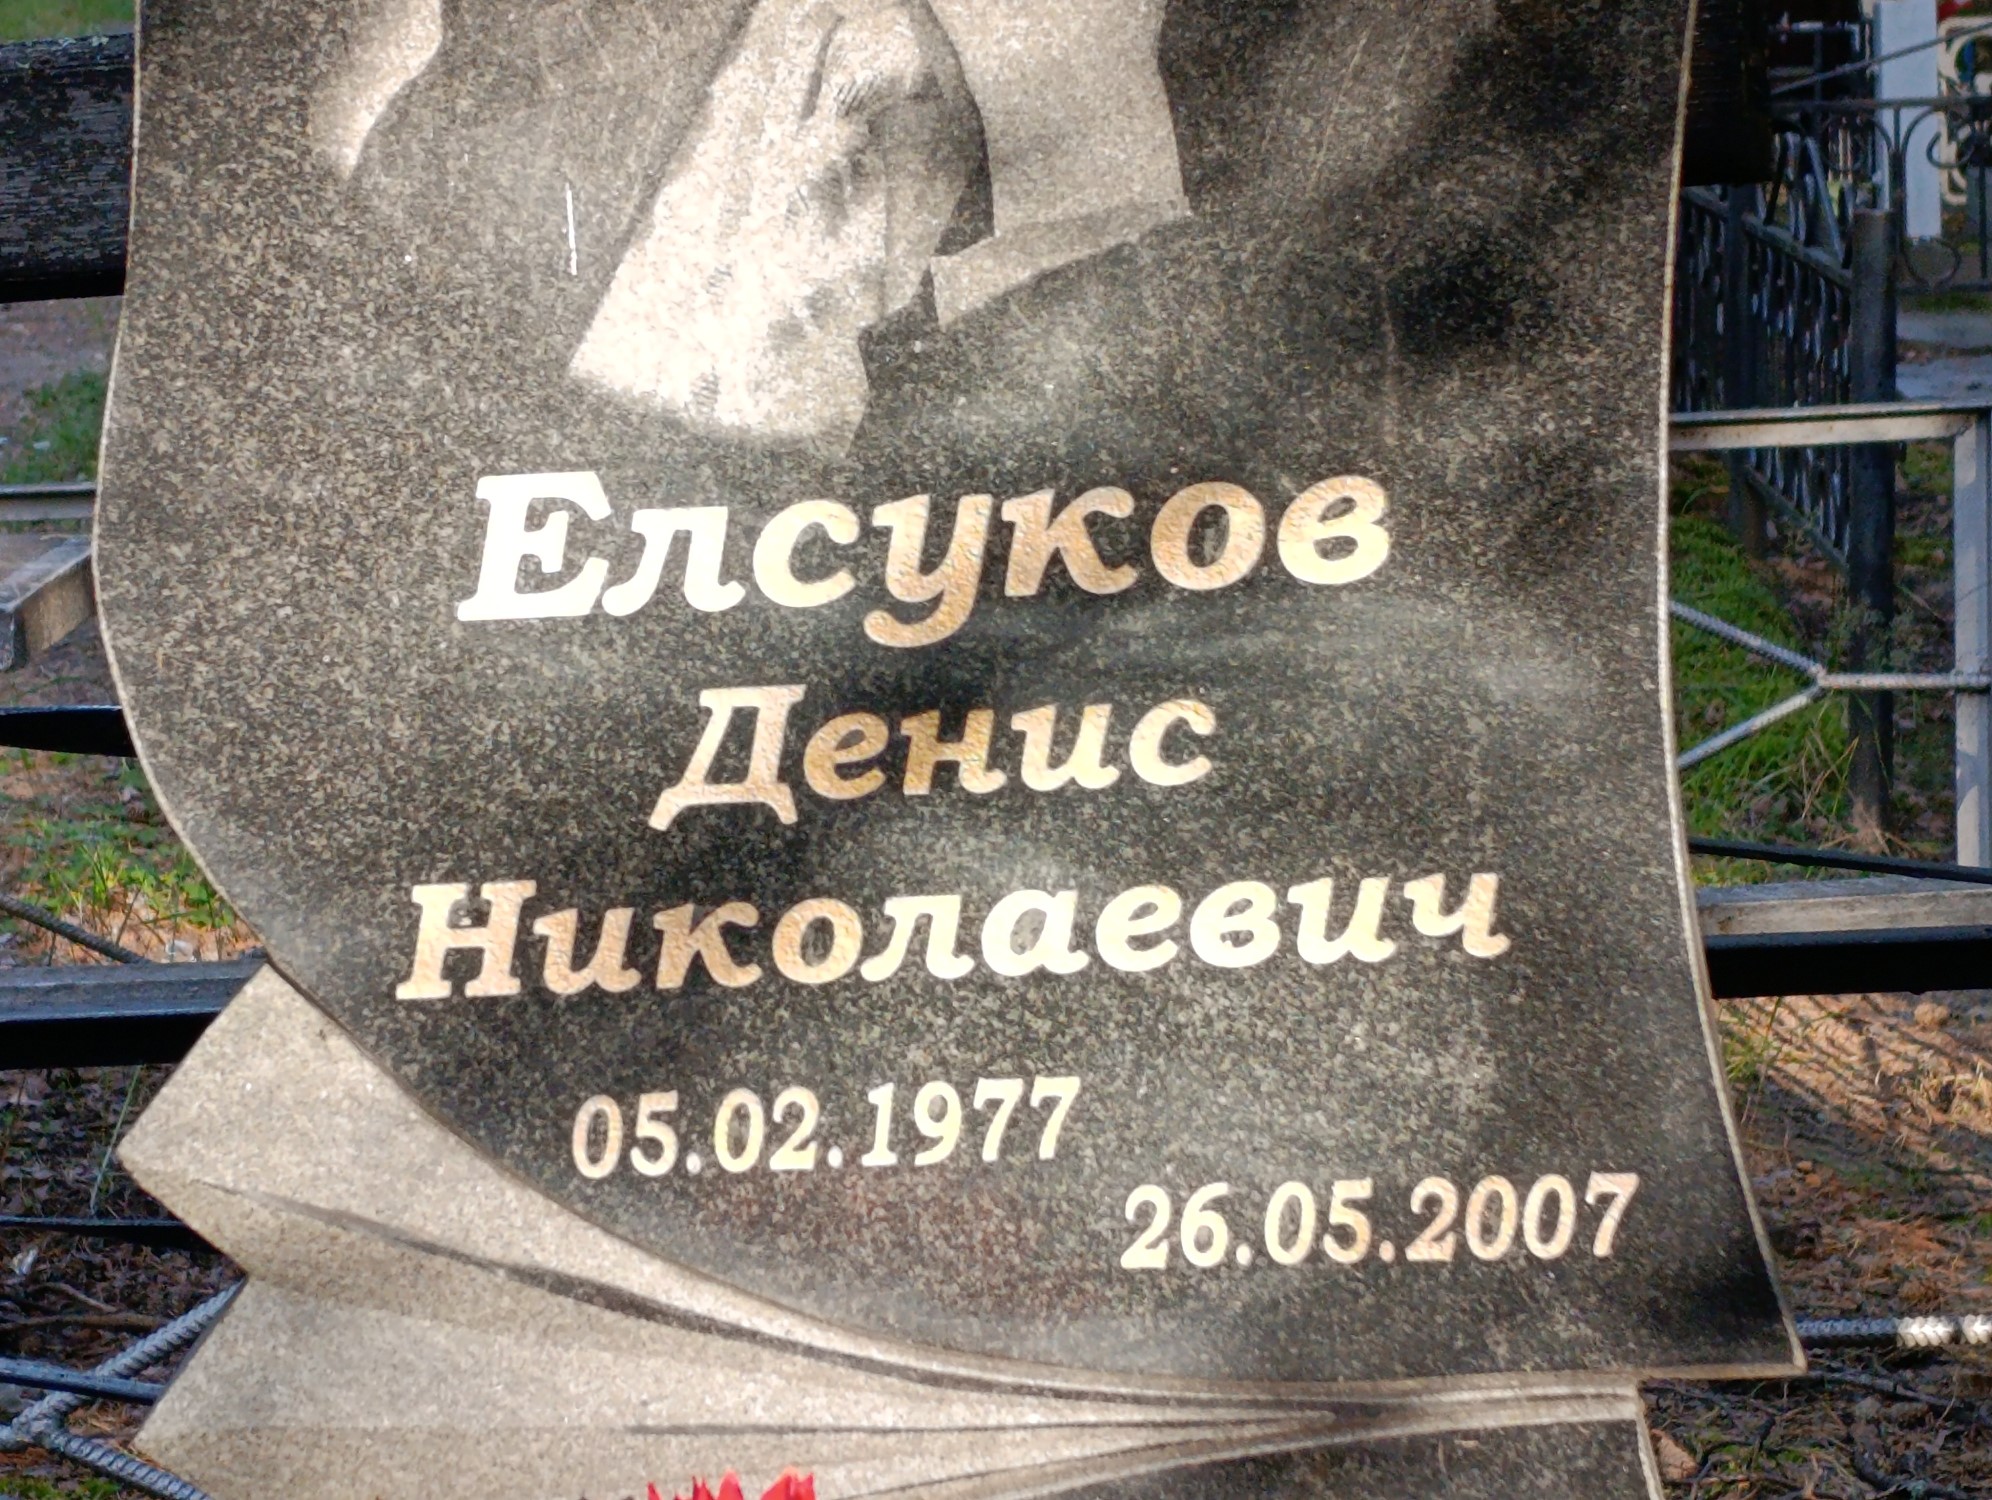 Елсуков
Денис
Николаевич
05.02.1977
26.05.2007